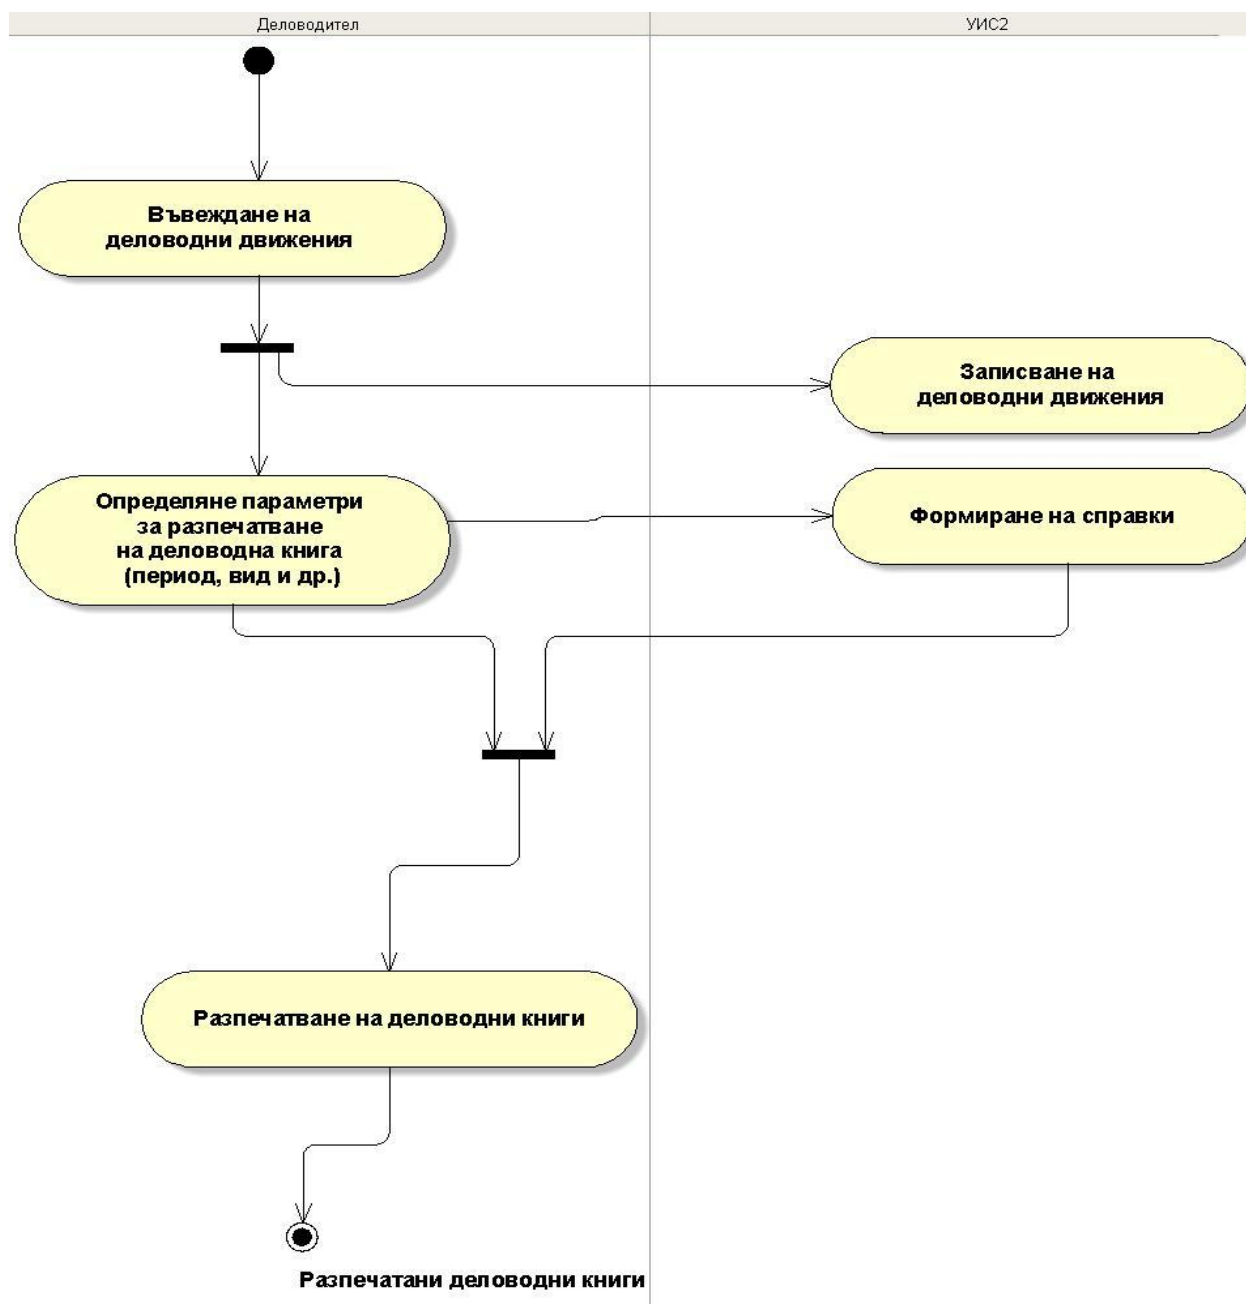 Деловодител
УИС2
Въвеждане на
деловодни движения
Записване на
деловодни движения
Определяне параметри
за разпечатване
на деловодна книга
(период, вид и др.)
Формиране на справки
Разпечатване на деловодни книги
Разпечатани деловодни книги